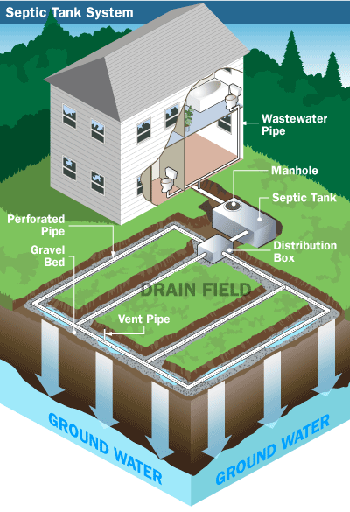 Septic Tank System
Wastewater
Pipe
Manhole
Septic Tank
Perforated
Pipe
Gravel
Bed
Distribution
Box
DRAIN FIELD
Vent Pipe
GROUND WATER
GROUND WATER